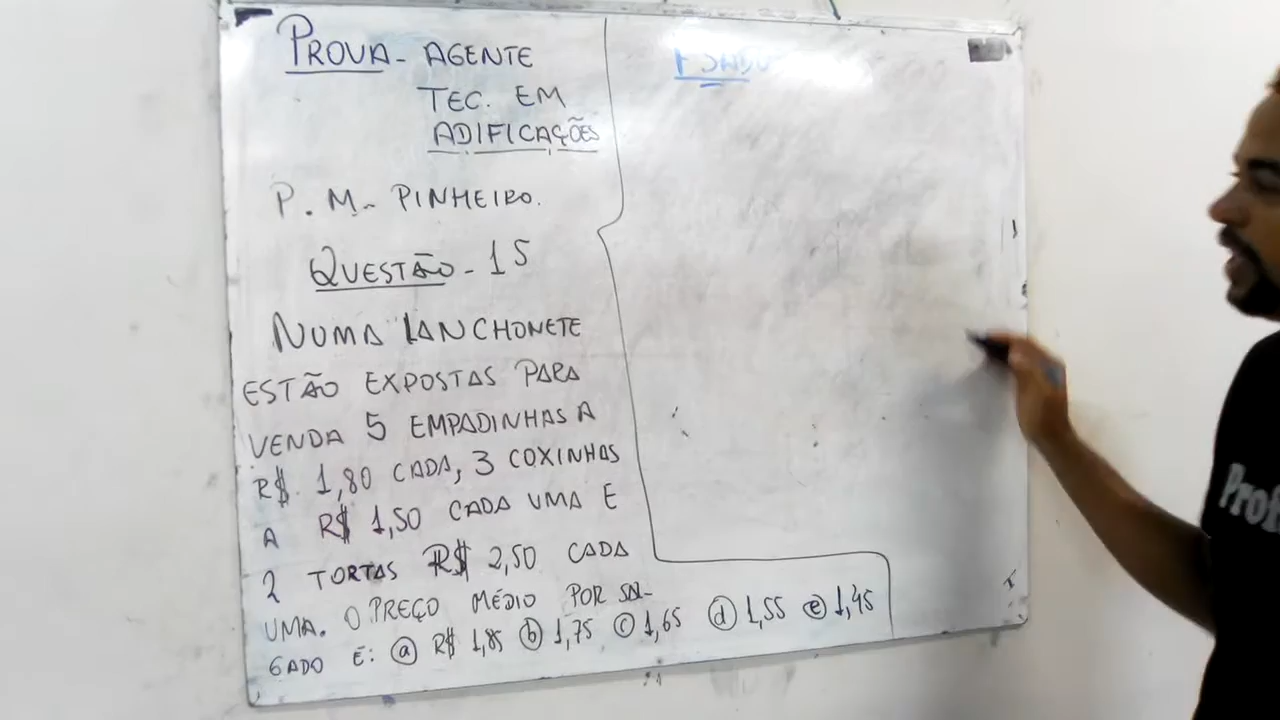 PROVA - AGENTE
TEC. EM
ADIFICAÇÕES
P. M. PINHEIRO.
QUESTÃO - 15
NUMA LANCHONETE
ESTÃO EXPOSTAS PARA
VENDA 5 EMPADINHAS A
R$ 1,80 CADA, 3 COXINHAS
A R$ 1,50 CADA UMA E
2 TORTAS R$ 2,50 CADA
UMA. O PREÇO MÉDIO POR SAL-
GADO É: (a) R$ 1,85 (b) 1,75 (c) 1,65 (d) 1,55 (e) 1,45
Prof